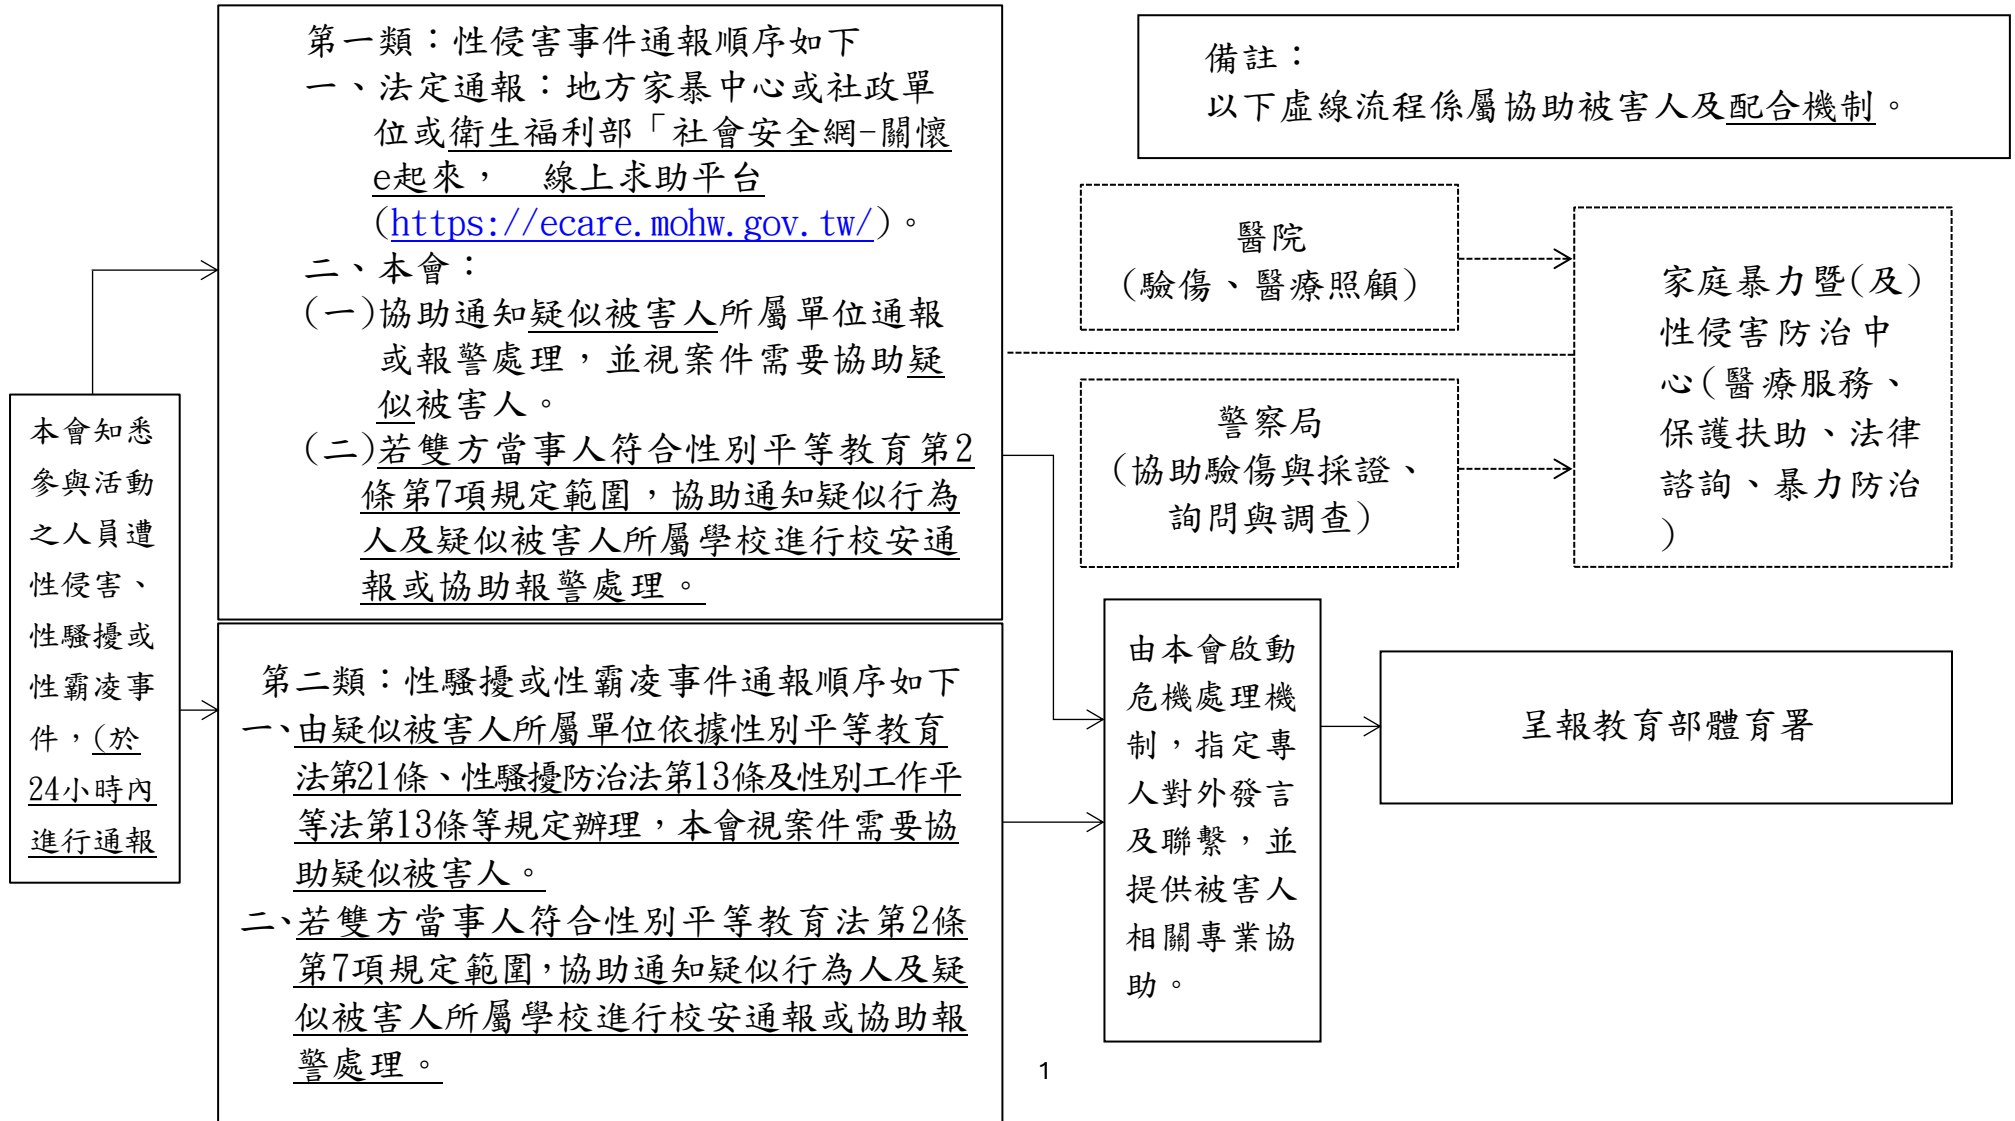 本會知悉
參與活動
之人員遭
性侵害、
性騷擾或
性霸凌事
件，(於
24小時內
進行通報
第一類：性侵害事件通報順序如下
一、法定通報：地方家暴中心或社政單
位或衛生福利部「社會安全網-關懷
e起來， 線上求助平台
(https://ecare.mohw.gov.tw/)。
二、本會：
(一)協助通知疑似被害人所屬單位通報
或報警處理，並視案件需要協助疑
似被害人。
(二)若雙方當事人符合性別平等教育第2
條第7項規定範圍，協助通知疑似行為
人及疑似被害人所屬學校進行校安通
報或協助報警處理。
第二類：性騷擾或性霸凌事件通報順序如下
一、由疑似被害人所屬單位依據性別平等教育
法第21條、性騷擾防治法第13條及性別工作平
等法第13條等規定辦理，本會視案件需要協
助疑似被害人。
二、若雙方當事人符合性別平等教育法第2條
第7項規定範圍，協助通知疑似行為人及疑
似被害人所屬學校進行校安通報或協助報
警處理。
備註：
以下虛線流程係屬協助被害人及配合機制。
醫院
(驗傷、醫療照顧)
警察局
(協助驗傷與採證、
詢問與調查)
家庭暴力暨(及)
性侵害防治中
心(醫療服務、
保護扶助、法律
諮詢、暴力防治
)
由本會啟動
危機處理機
制，指定專
人對外發言
及聯繫，並
提供被害人
相關專業協
助。
呈報教育部體育署
1